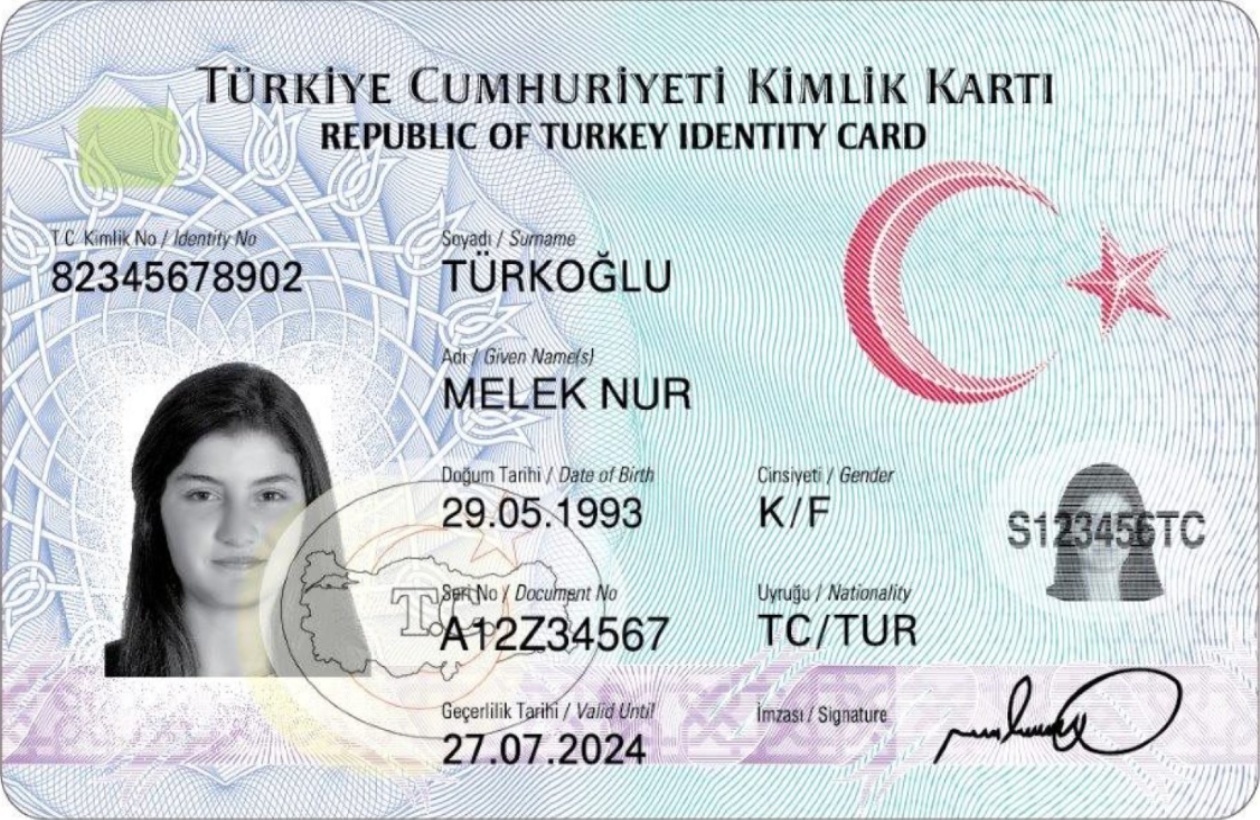 TÜRKİYE CUMHURİYETİ KİMLİK KARTI
REPUBLIC OF TURKEY IDENTITY CARD
T.C. Kimlik No / Identity No
82345678902
Soyadı / Surname
TÜRKOĞLU
Adı / Given Name(s)
MELEK NUR
Doğum Tarihi / Date of Birth
29.05.1993
Cinsiyeti / Gender
K/F
S123456TC
Seri No / Document No
A12Z34567
T.C
Uyruğu / Nationality
TC/TUR
Geçerlilik Tarihi / Valid Until
27.07.2024
İmzası / Signature